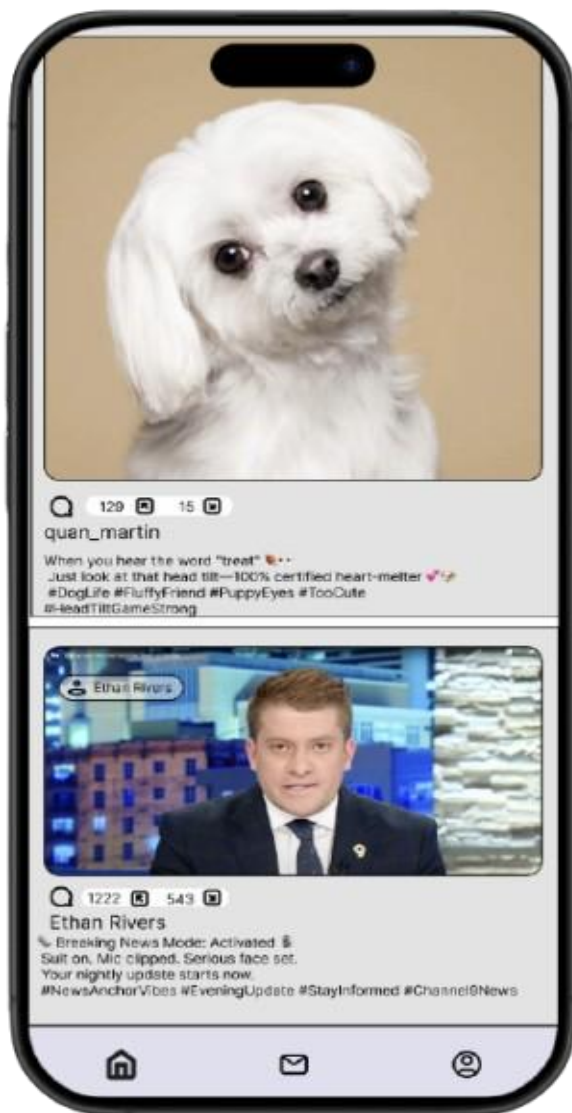 129 15
quan_martin
When you hear the word "treat"
Just look at that head tilt—100% certified heart-melter
#DogLife #FluffyFriend #PuppyEyes #TooCute
#HeadTiltGameStrong
Ethan Rivers
1222 543
Ethan Rivers
Breaking News Mode: Activated
Suit on, Mic clipped. Serious face set.
Your nightly update starts now.
#NewsAnchorVibes #EveningUpdate #StayInformed #Channel9News